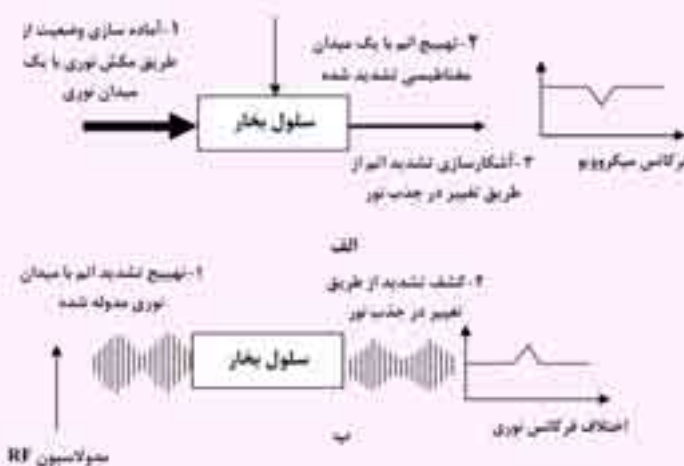 ۱-آماده سازی وضعیت از
طریق مکش نوری با یک
میدان نوری
۲-تهییج اتم با یک میدان
مغناطیسی تشدید شده
سلول بخار
فرکانس میکروویو
۳-آشکارسازی تشدید اتم از
طریق تغییر در جذب نور
الف
۱-تهییج تشدید اتم با میدان
نوری مدوله شده
۲-کشف تشدید از طریق
تغییر در جذب نور
سلول بخار
اختلاف فرکانس نوری
ب
مدولاسیون RF